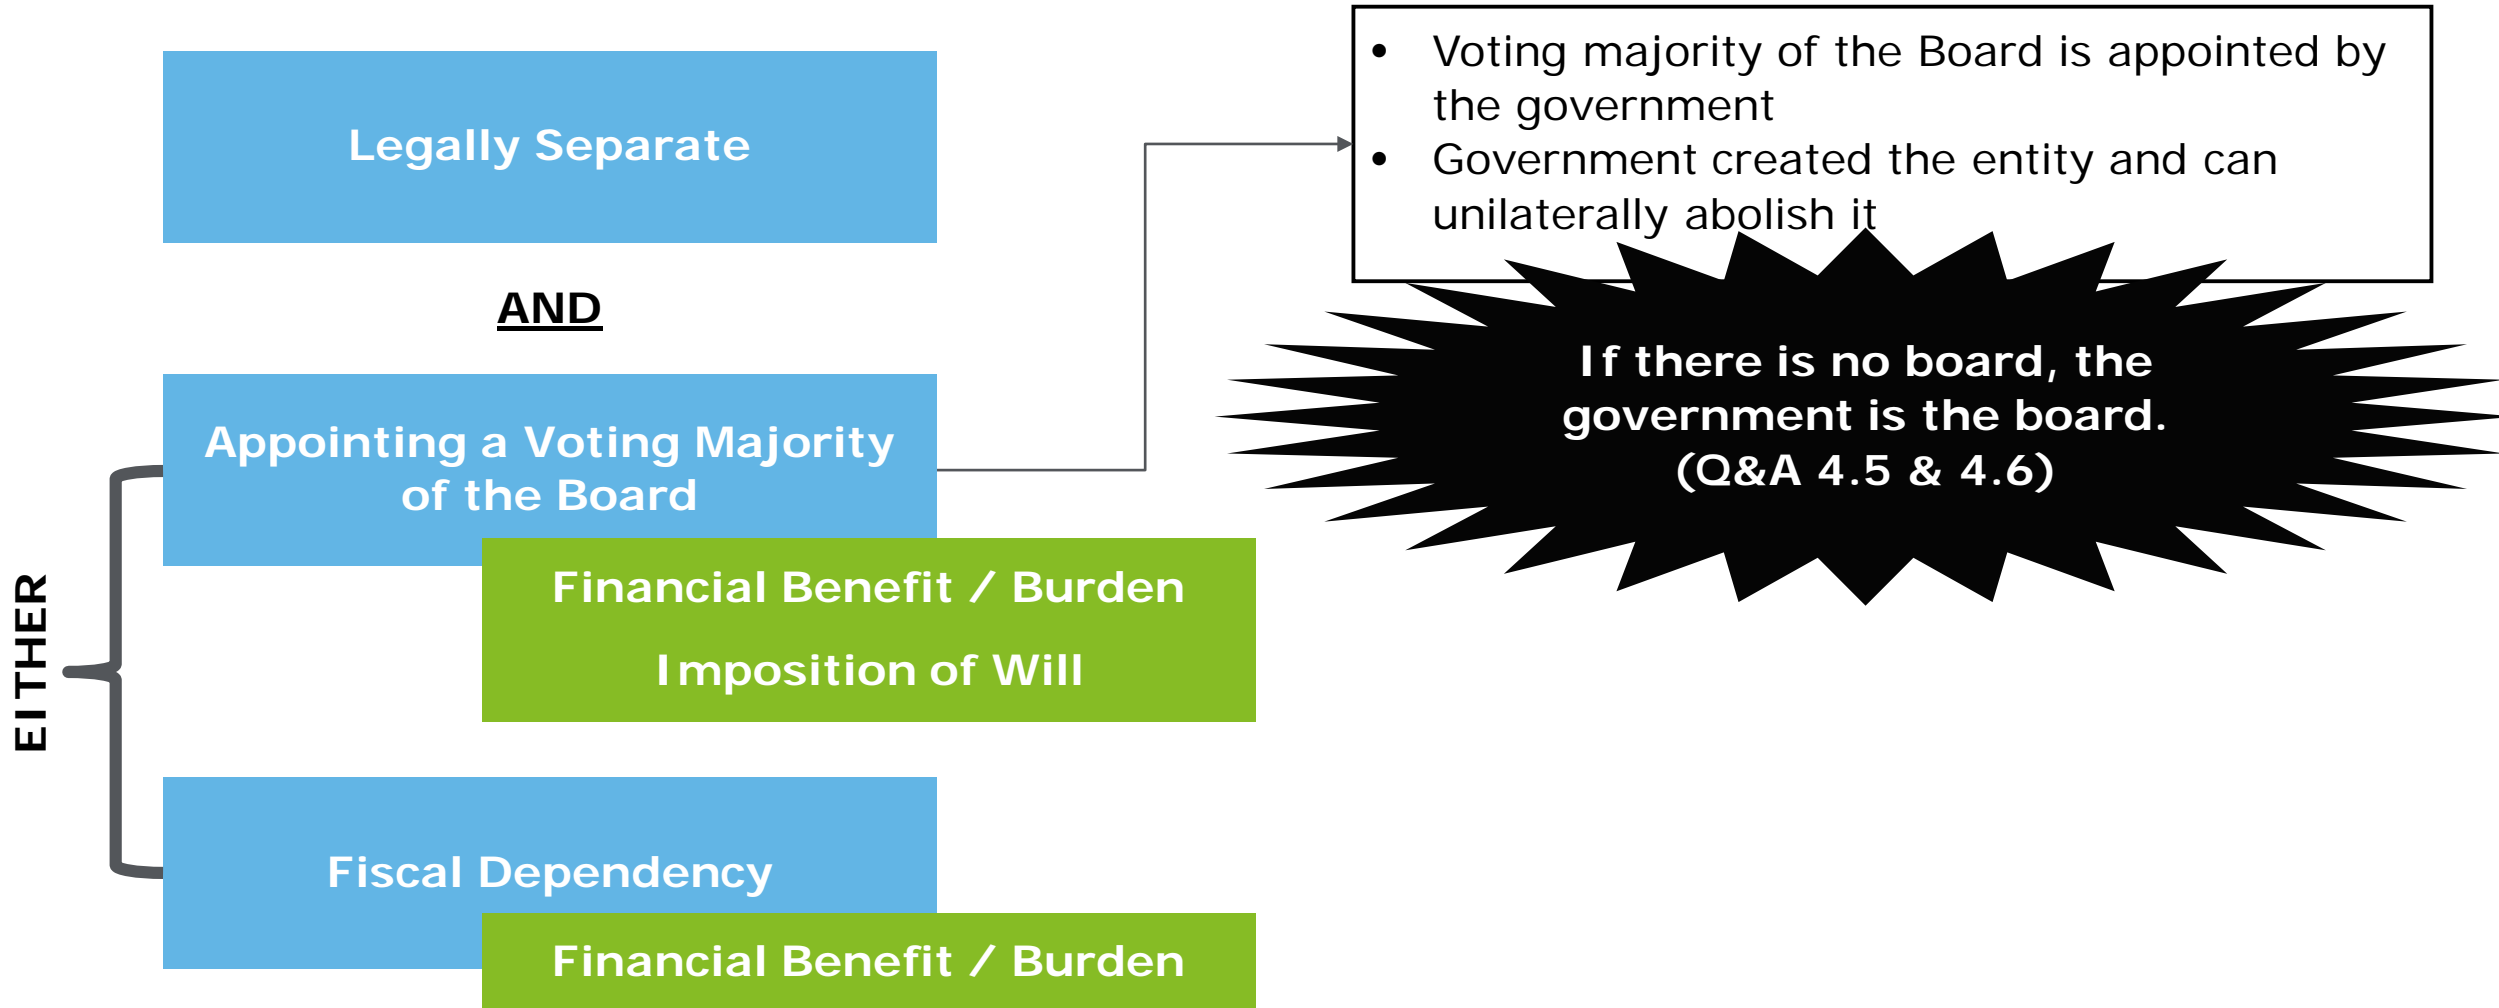 Legally Separate
AND
Appointing a Voting Majority
of the Board
Financial Benefit / Burden
Imposition of Will
EITHER
Fiscal Dependency
Financial Benefit / Burden
• Voting majority of the Board is appointed by
the government
• Government created the entity and can
unilaterally abolish it
If there is no board, the
government is the board.
(Q&A 4.5 & 4.6)